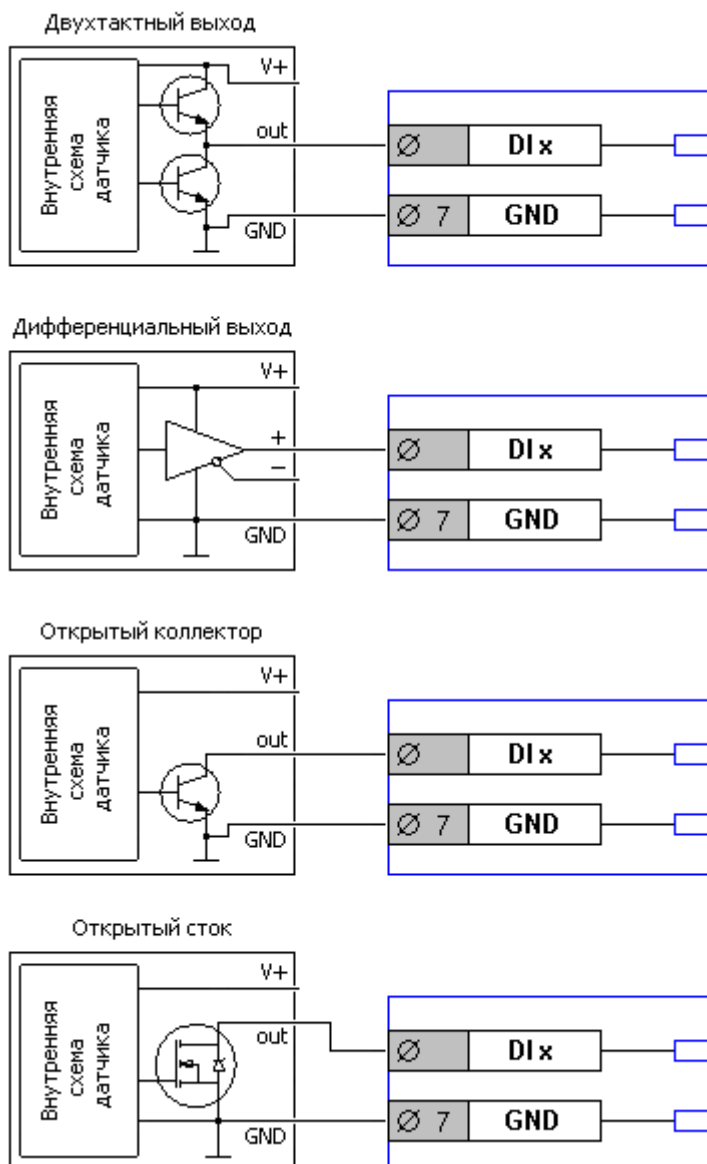 Двухтактный выход
Внутренняя
схема
датчика
V+
out
GND
Ø DI x
Ø 7 GND
Дифференциальный выход
Внутренняя
схема
датчика
V+
+
–
GND
Ø DI x
Ø 7 GND
Открытый коллектор
Внутренняя
схема
датчика
V+
out
GND
Ø DI x
Ø 7 GND
Открытый сток
Внутренняя
схема
датчика
V+
out
GND
Ø DI x
Ø 7 GND